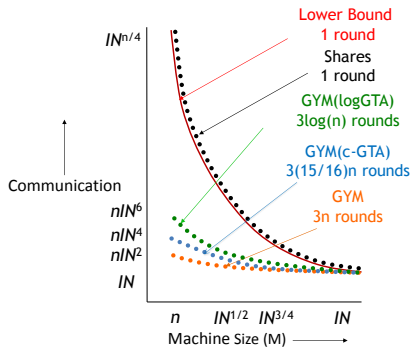 Lower Bound
1 round
Shares
1 round
GYM(logGTA)
3log(n) rounds
GYM(c-GTA)
3(15/16)n rounds
GYM
3n rounds
IN^{n/4}
Communication
nIN^6
nIN^4
nIN^2
IN
n
IN^{1/2}
IN^{3/4}
IN
Machine Size (M)